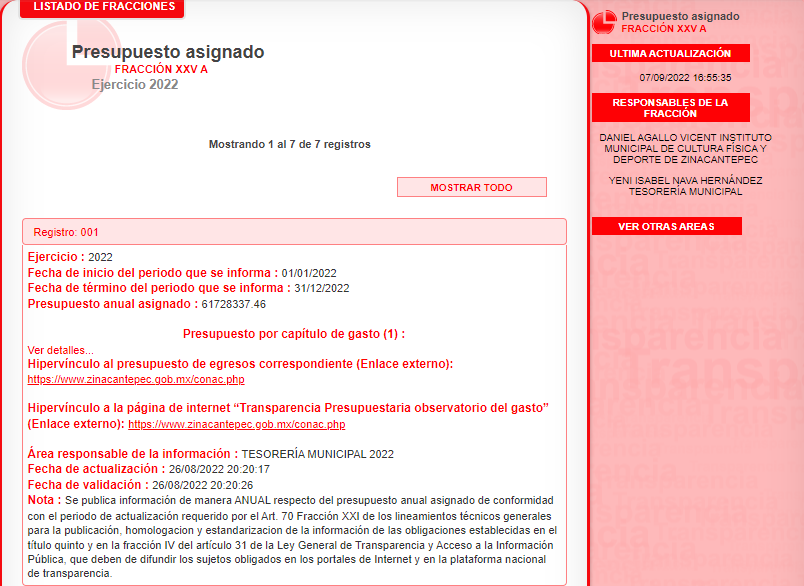 LISTADO DE FRACCIONES
Presupuesto asignado
FRACCIÓN XXV A
Ejercicio 2022
Mostrando 1 al 7 de 7 registros
MOSTRAR TODO
Registro: 001
Ejercicio : 2022
Fecha de inicio del periodo que se informa : 01/01/2022
Fecha de término del periodo que se informa : 31/12/2022
Presupuesto anual asignado : 61728337.46
Presupuesto por capítulo de gasto (1) :
Ver detalles...
Hipervínculo al presupuesto de egresos correspondiente (Enlace externo):
https://www.zinacantepec.gob.mx/conac.php
Hipervínculo a la página de internet “Transparencia Presupuestaria observatorio del gasto”
(Enlace externo): https://www.zinacantepec.gob.mx/conac.php
Área responsable de la información : TESORERÍA MUNICIPAL 2022
Fecha de actualización : 26/08/2022 20:20:17
Fecha de validación : 26/08/2022 20:20:26
Nota : Se publica información de manera ANUAL respecto del presupuesto anual asignado de conformidad
con el periodo de actualización requerido por el Art. 70 Fracción XXI de los lineamientos técnicos generales
para la publicación, homologacion y estandarizacion de la información de las obligaciones establecidas en el
título quinto y en la fracción IV del artículo 31 de la Ley General de Transparencia y Acceso a la Información
Pública, que deben de difundir los sujetos obligados en los portales de Internet y en la plataforma nacional
de transparencia.
Presupuesto asignado
FRACCIÓN XXV A
ULTIMA ACTUALIZACIÓN
07/09/2022 16:55:35
RESPONSABLES DE LA
FRACCIÓN
DANIEL AGALLO VICENT INSTITUTO
MUNICIPAL DE CULTURA FÍSICA Y
DEPORTE DE ZINACANTEPEC
YENI ISABEL NAVA HERNÁNDEZ
TESORERÍA MUNICIPAL
VER OTRAS AREAS